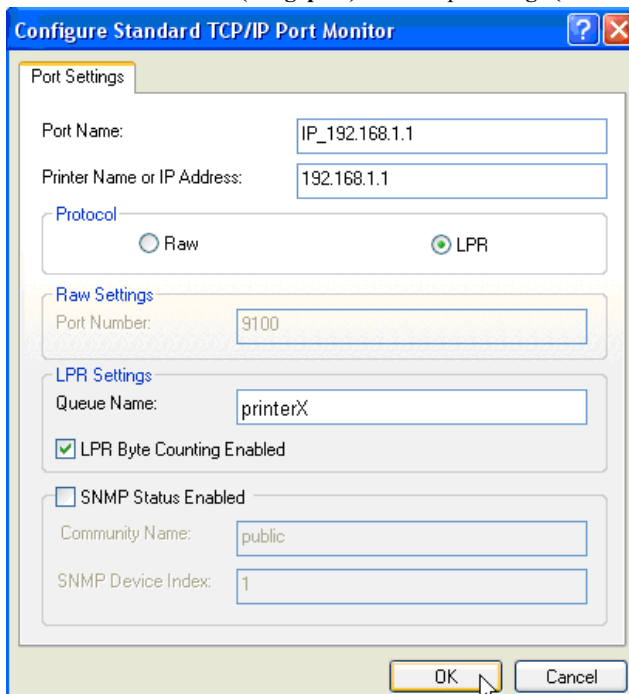 Configure Standard TCP/IP Port Monitor
Port Settings
Port Name: IP_192.168.1.1
Printer Name or IP Address: 192.168.1.1
Protocol
Raw LPR
Raw Settings
Port Number: 9100
LPR Settings
Queue Name: printerX
LPR Byte Counting Enabled
SNMP Status Enabled
Community Name: public
SNMP Device Index: 1
OK Cancel